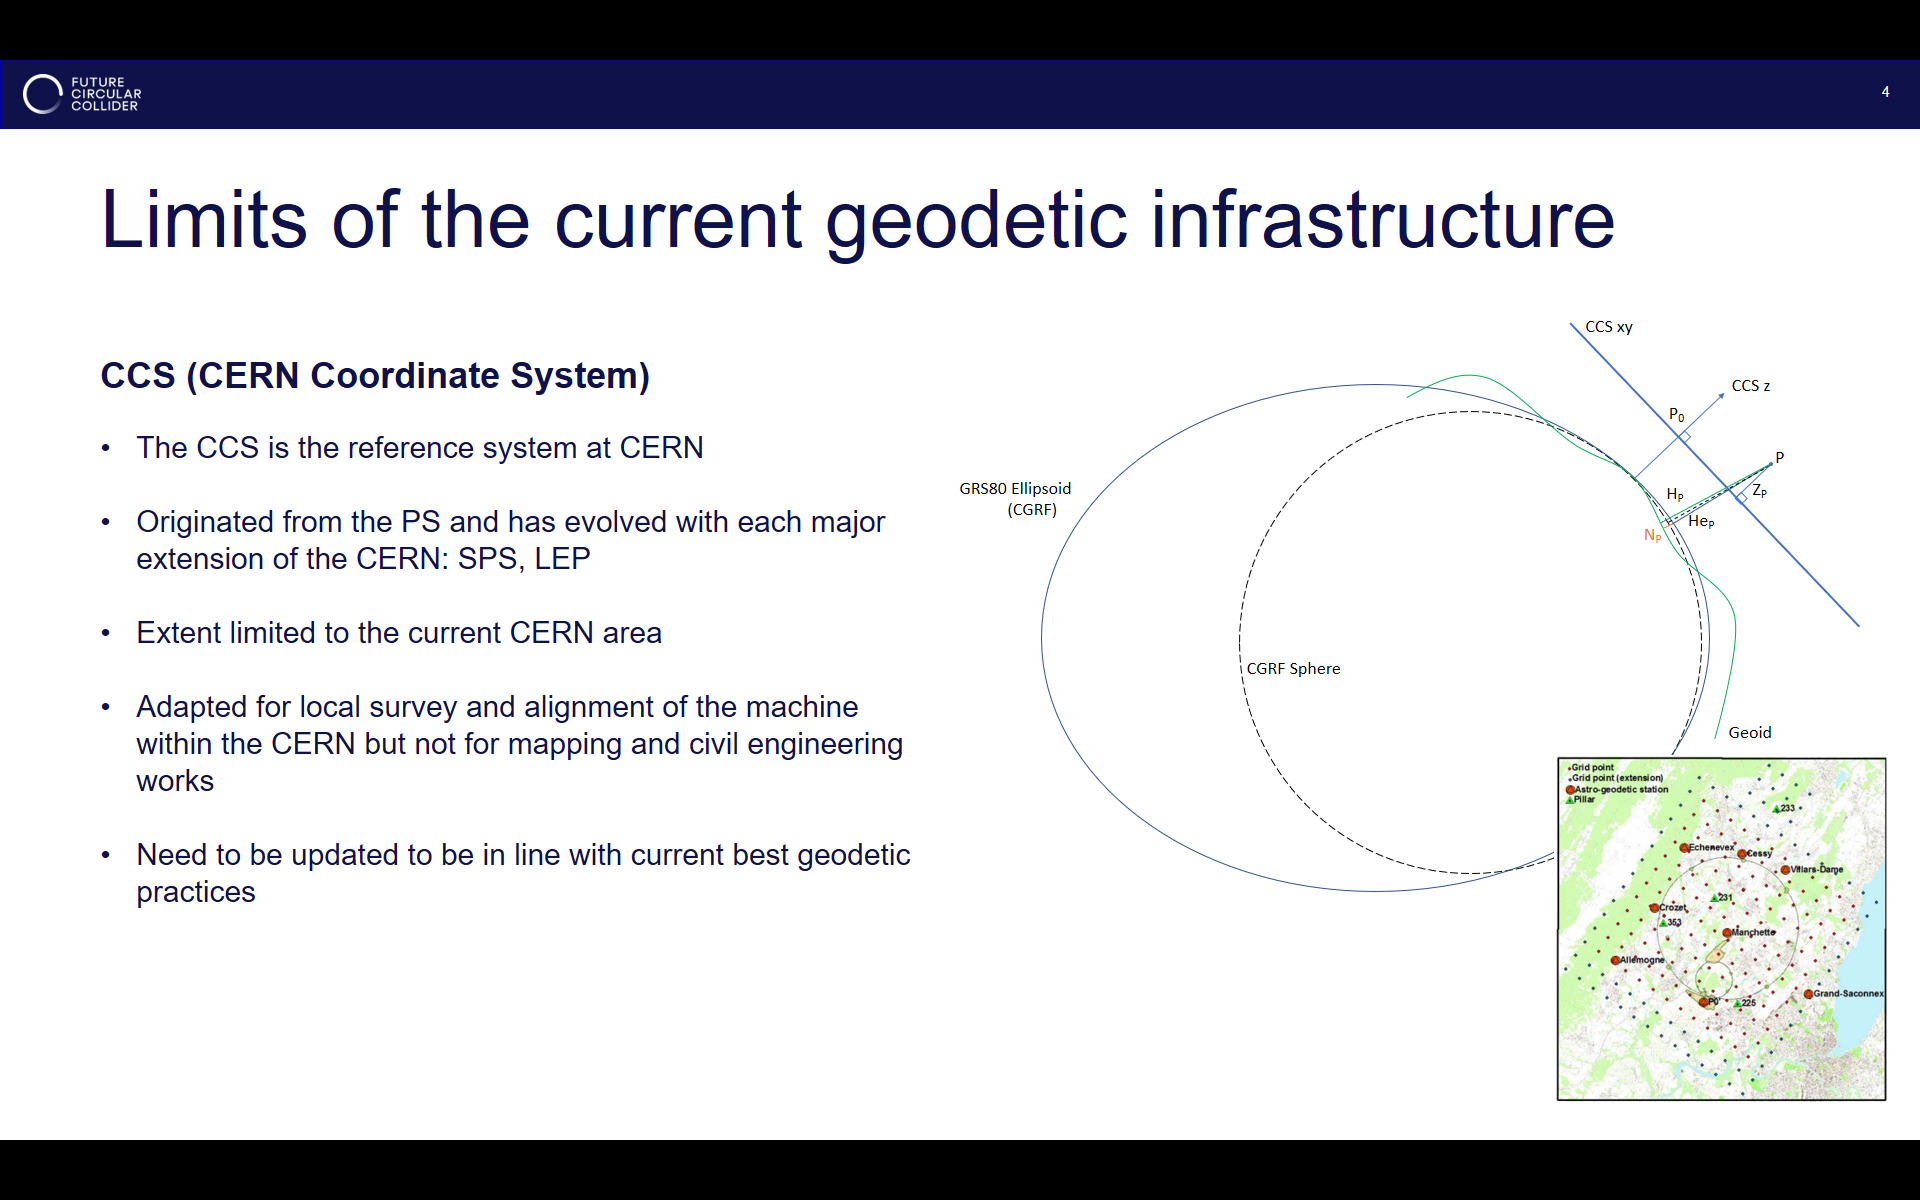 FUTURE
CIRCULAR
COLLIDER
4
Limits of the current geodetic infrastructure
CCS (CERN Coordinate System)
• The CCS is the reference system at CERN
• Originated from the PS and has evolved with each major
extension of the CERN: SPS, LEP
• Extent limited to the current CERN area
• Adapted for local survey and alignment of the machine
within the CERN but not for mapping and civil engineering
works
• Need to be updated to be in line with current best geodetic
practices
CCS xy
CCS z
P0
P
HP
ZP
HeP
NP
GRS80 Ellipsoid
(CGRF)
CGRF Sphere
Geoid
Grid point
Grid point (extension)
Astro-geodetic station
Pillar
233
Echenevex
Cessy
Villars-Dame
231
Crozet
353
Manchette
Allemogne
Grand-Saconnex
P0
225